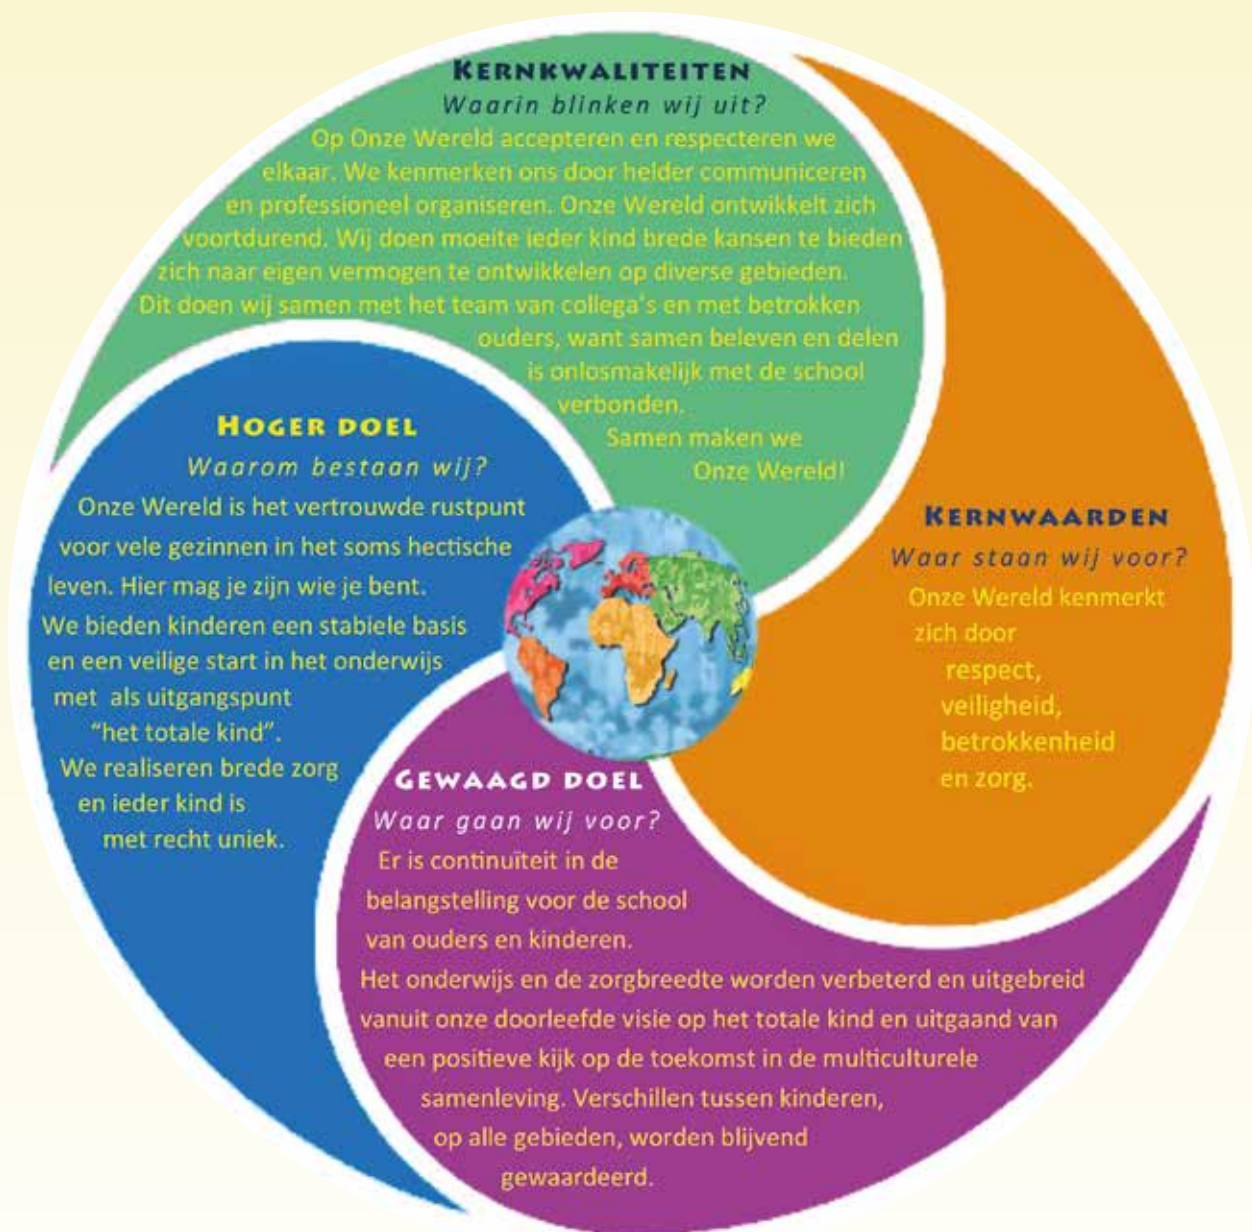 KERNKWALITEITEN
Waarin blinken wij uit?
Op Onze Wereld accepteren en respecteren we
elkaar. We kenmerken ons door helder communiceren
en professioneel organiseren. Onze Wereld ontwikkelt zich
voortdurend. Wij doen moeite ieder kind brede kansen te bieden
zich naar eigen vermogen te ontwikkelen op diverse gebieden.
Dit doen wij samen met het team van collega's en met betrokken
ouders, want samen beleven en delen
is onlosmakelijk met de school
verbonden.
Samen maken we
Onze Wereld!
HOGER DOEL
Waarom bestaan wij?
Onze Wereld is het vertrouwde rustpunt
voor vele gezinnen in het soms hectische
leven. Hier mag je zijn wie je bent.
We bieden kinderen een stabiele basis
en een veilige start in het onderwijs
met als uitgangspunt
“het totale kind”.
We realiseren brede zorg
en ieder kind is
met recht uniek.
KERNWAARDEN
Waar staan wij voor?
Onze Wereld kenmerkt
zich door
respect,
veiligheid,
betrokkenheid
en zorg.
GEWAAGD DOEL
Waar gaan wij voor?
Er is continuïteit in de
belangstelling voor de school
van ouders en kinderen.
Het onderwijs en de zorgbreedte worden verbeterd en uitgebreid
vanuit onze doorleefde visie op het totale kind en uitgaand van
een positieve kijk op de toekomst in de multiculturele
samenleving. Verschillen tussen kinderen,
op alle gebieden, worden blijvend
gewaardeerd.